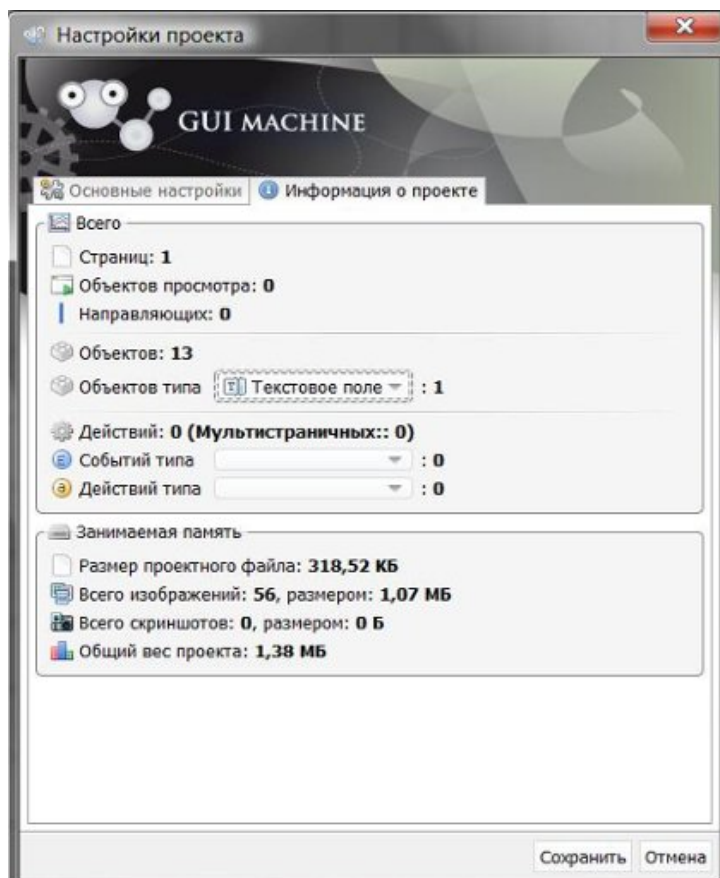 Настройки проекта
GUI MACHINE
Основные настройки Информация о проекте
Всего
Страниц: 1
Объектов просмотра: 0
Направляющих: 0
Объектов: 13
Объектов типа Текстовое поле : 1
Действий: 0 (Мультистраничных:: 0)
Событий типа : 0
Действий типа : 0
Занимаемая память
Размер проектного файла: 318,52 КБ
Всего изображений: 56, размером: 1,07 МБ
Всего скриншотов: 0, размером: 0 Б
Общий вес проекта: 1,38 МБ
Сохранить Отмена